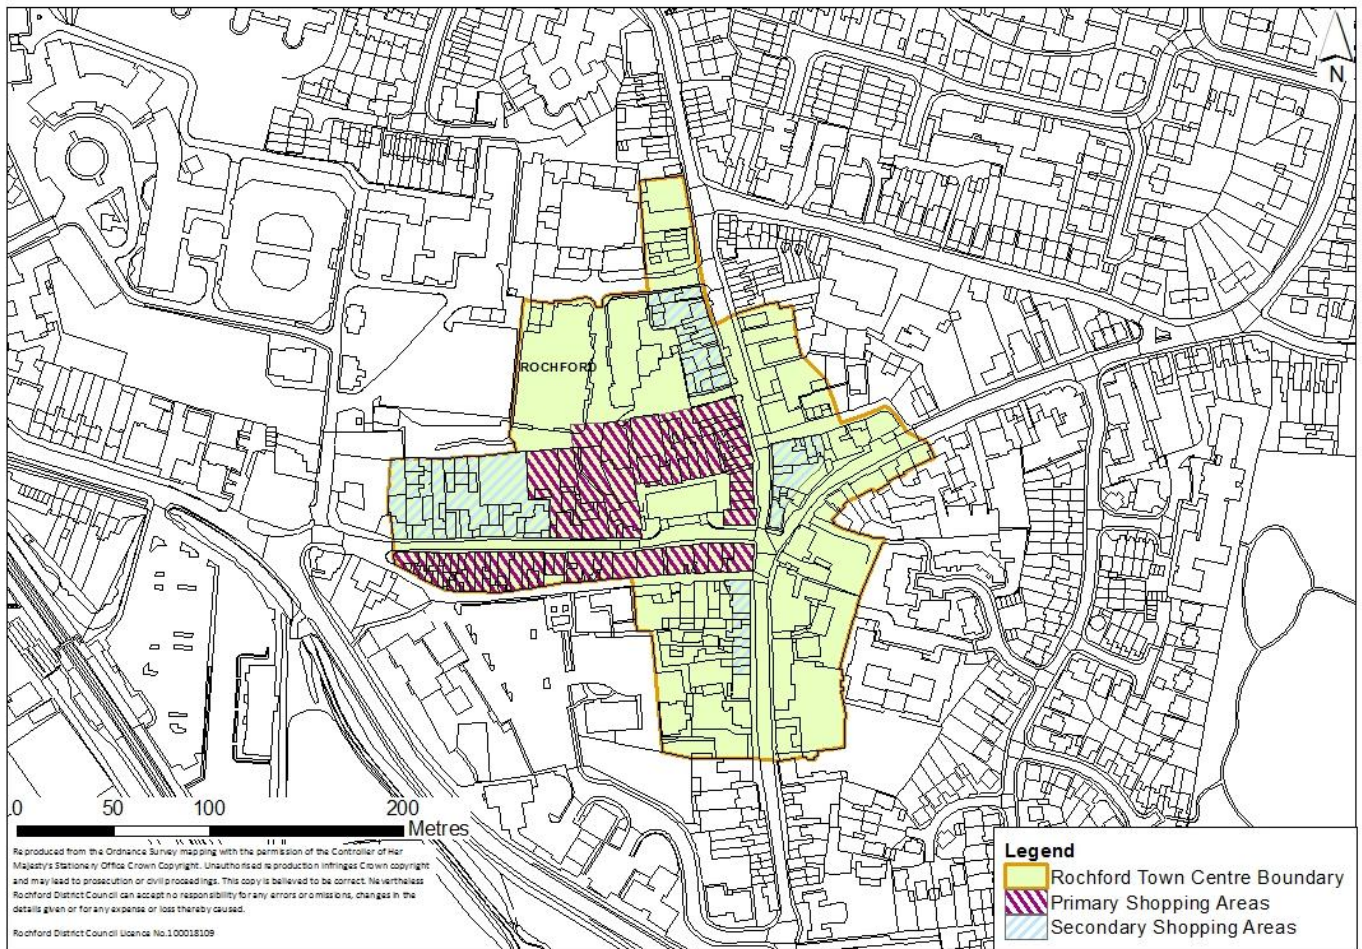 N
ROCHFORD
0 50 100 200
Metres
Reproduced from the Ordnance Survey mapping with the permission of the Controller of Her
Majesty's Stationery Office Crown Copyright. Unauthorised reproduction infringes Crown copyright
and may lead to prosecution or civil proceedings. This copy is believed to be correct. Nevertheless
Rochford District Council can accept no responsibility for any errors or omissions, changes in the
details given or for any expense or loss thereby caused.
Rochford District Council Licence No.100018109
Legend
Rochford Town Centre Boundary
Primary Shopping Areas
Secondary Shopping Areas